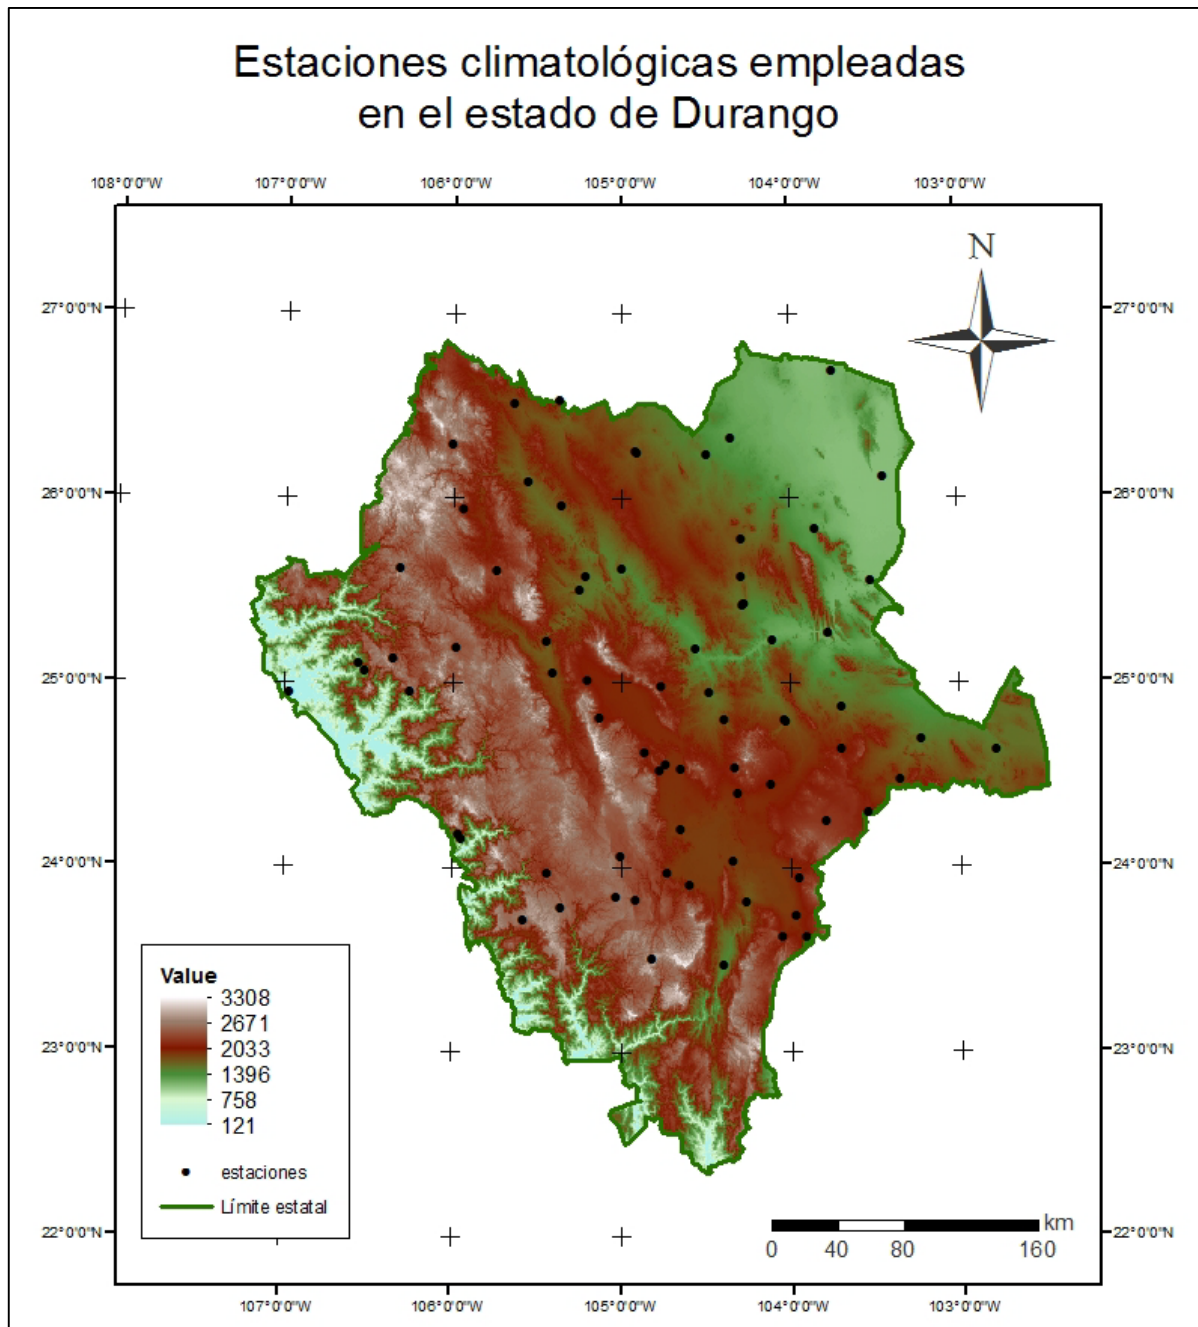 Estaciones climatológicas empleadas
en el estado de Durango
108°0'0"W 107°0'0"W 106°0'0"W 105°0'0"W 104°0'0"W 103°0'0"W
N
27°0'0"N 27°0'0"N
26°0'0"N 26°0'0"N
25°0'0"N 25°0'0"N
24°0'0"N 24°0'0"N
Value
3308
2671
2033
1396
758
121
estaciones
Límite estatal
23°0'0"N 23°0'0"N
22°0'0"N 22°0'0"N
km
0 40 80 160
107°0'0"W 106°0'0"W 105°0'0"W 104°0'0"W 103°0'0"W